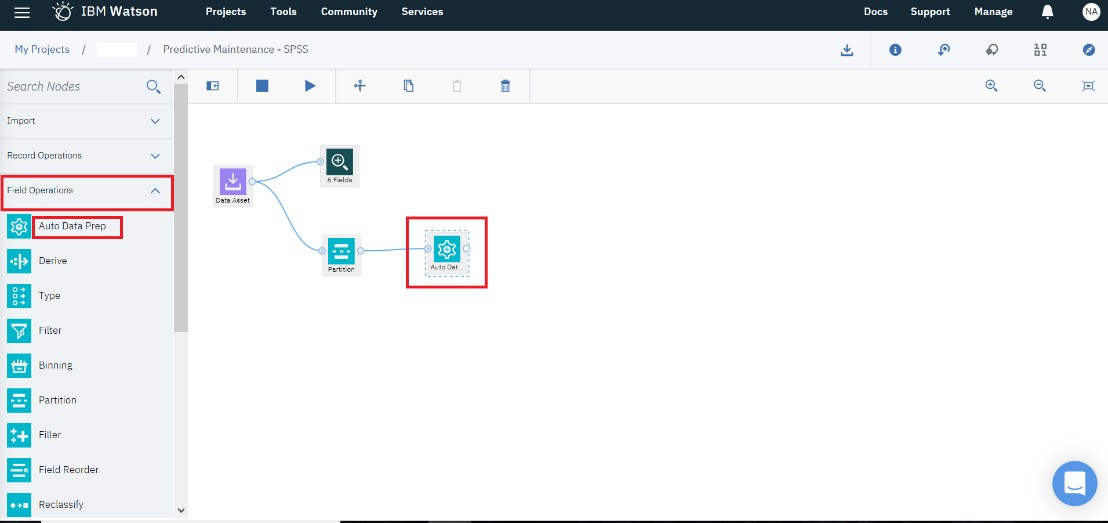 IBM Watson
Projects Tools Community Services
Docs Support Manage NA
My Projects / / Predictive Maintenance - SPSS
Search Nodes
Import
Record Operations
Field Operations
Auto Data Prep
Derive
Type
Filter
Binning
Partition
Filler
Field Reorder
Reclassify
Data Asset
6 Fields
Partition
Auto Dat...